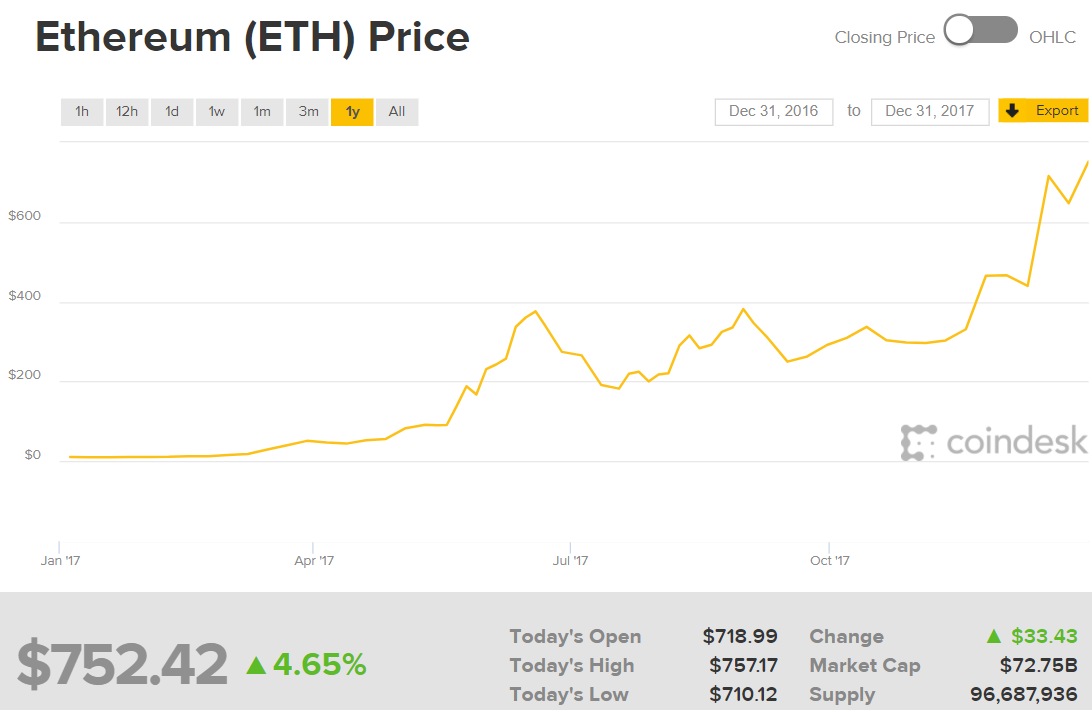 Ethereum (ETH) Price
Closing Price OHLC
1h 12h 1d 1w 1m 3m 1y All Dec 31, 2016 to Dec 31, 2017 Export
$600
$400
$200
coindesk
$0
Jan '17 Apr '17 Jul '17 Oct '17
$752.42 ▲ 4.65%
Today's Open $718.99 Change ▲ $33.43
Today's High $757.17 Market Cap $72.75B
Today's Low $710.12 Supply 96,687,936